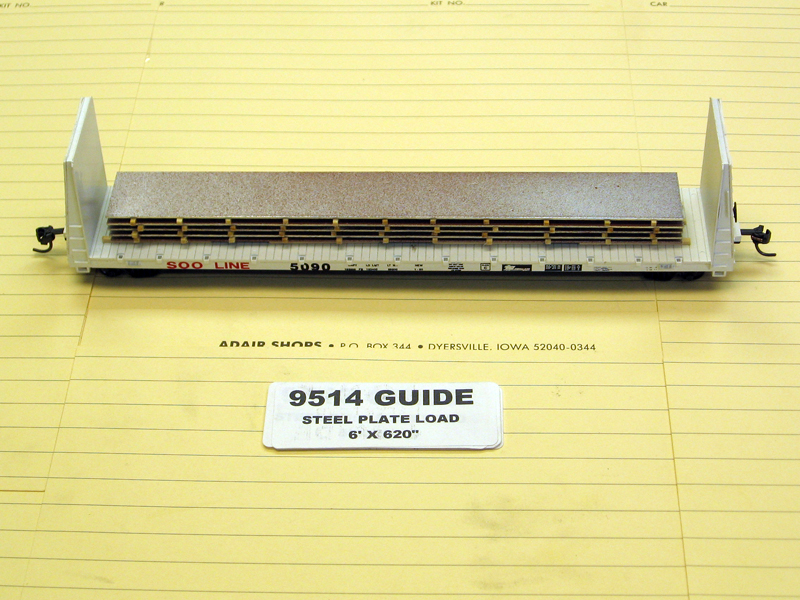 KIT NO.
KIT NO.
CAR
SOO LINE 5090
ADAIR SHOPS • P.O. BOX 344 • DYERSVILLE, IOWA 52040-0344
9514 GUIDE
STEEL PLATE LOAD
6' X 620"